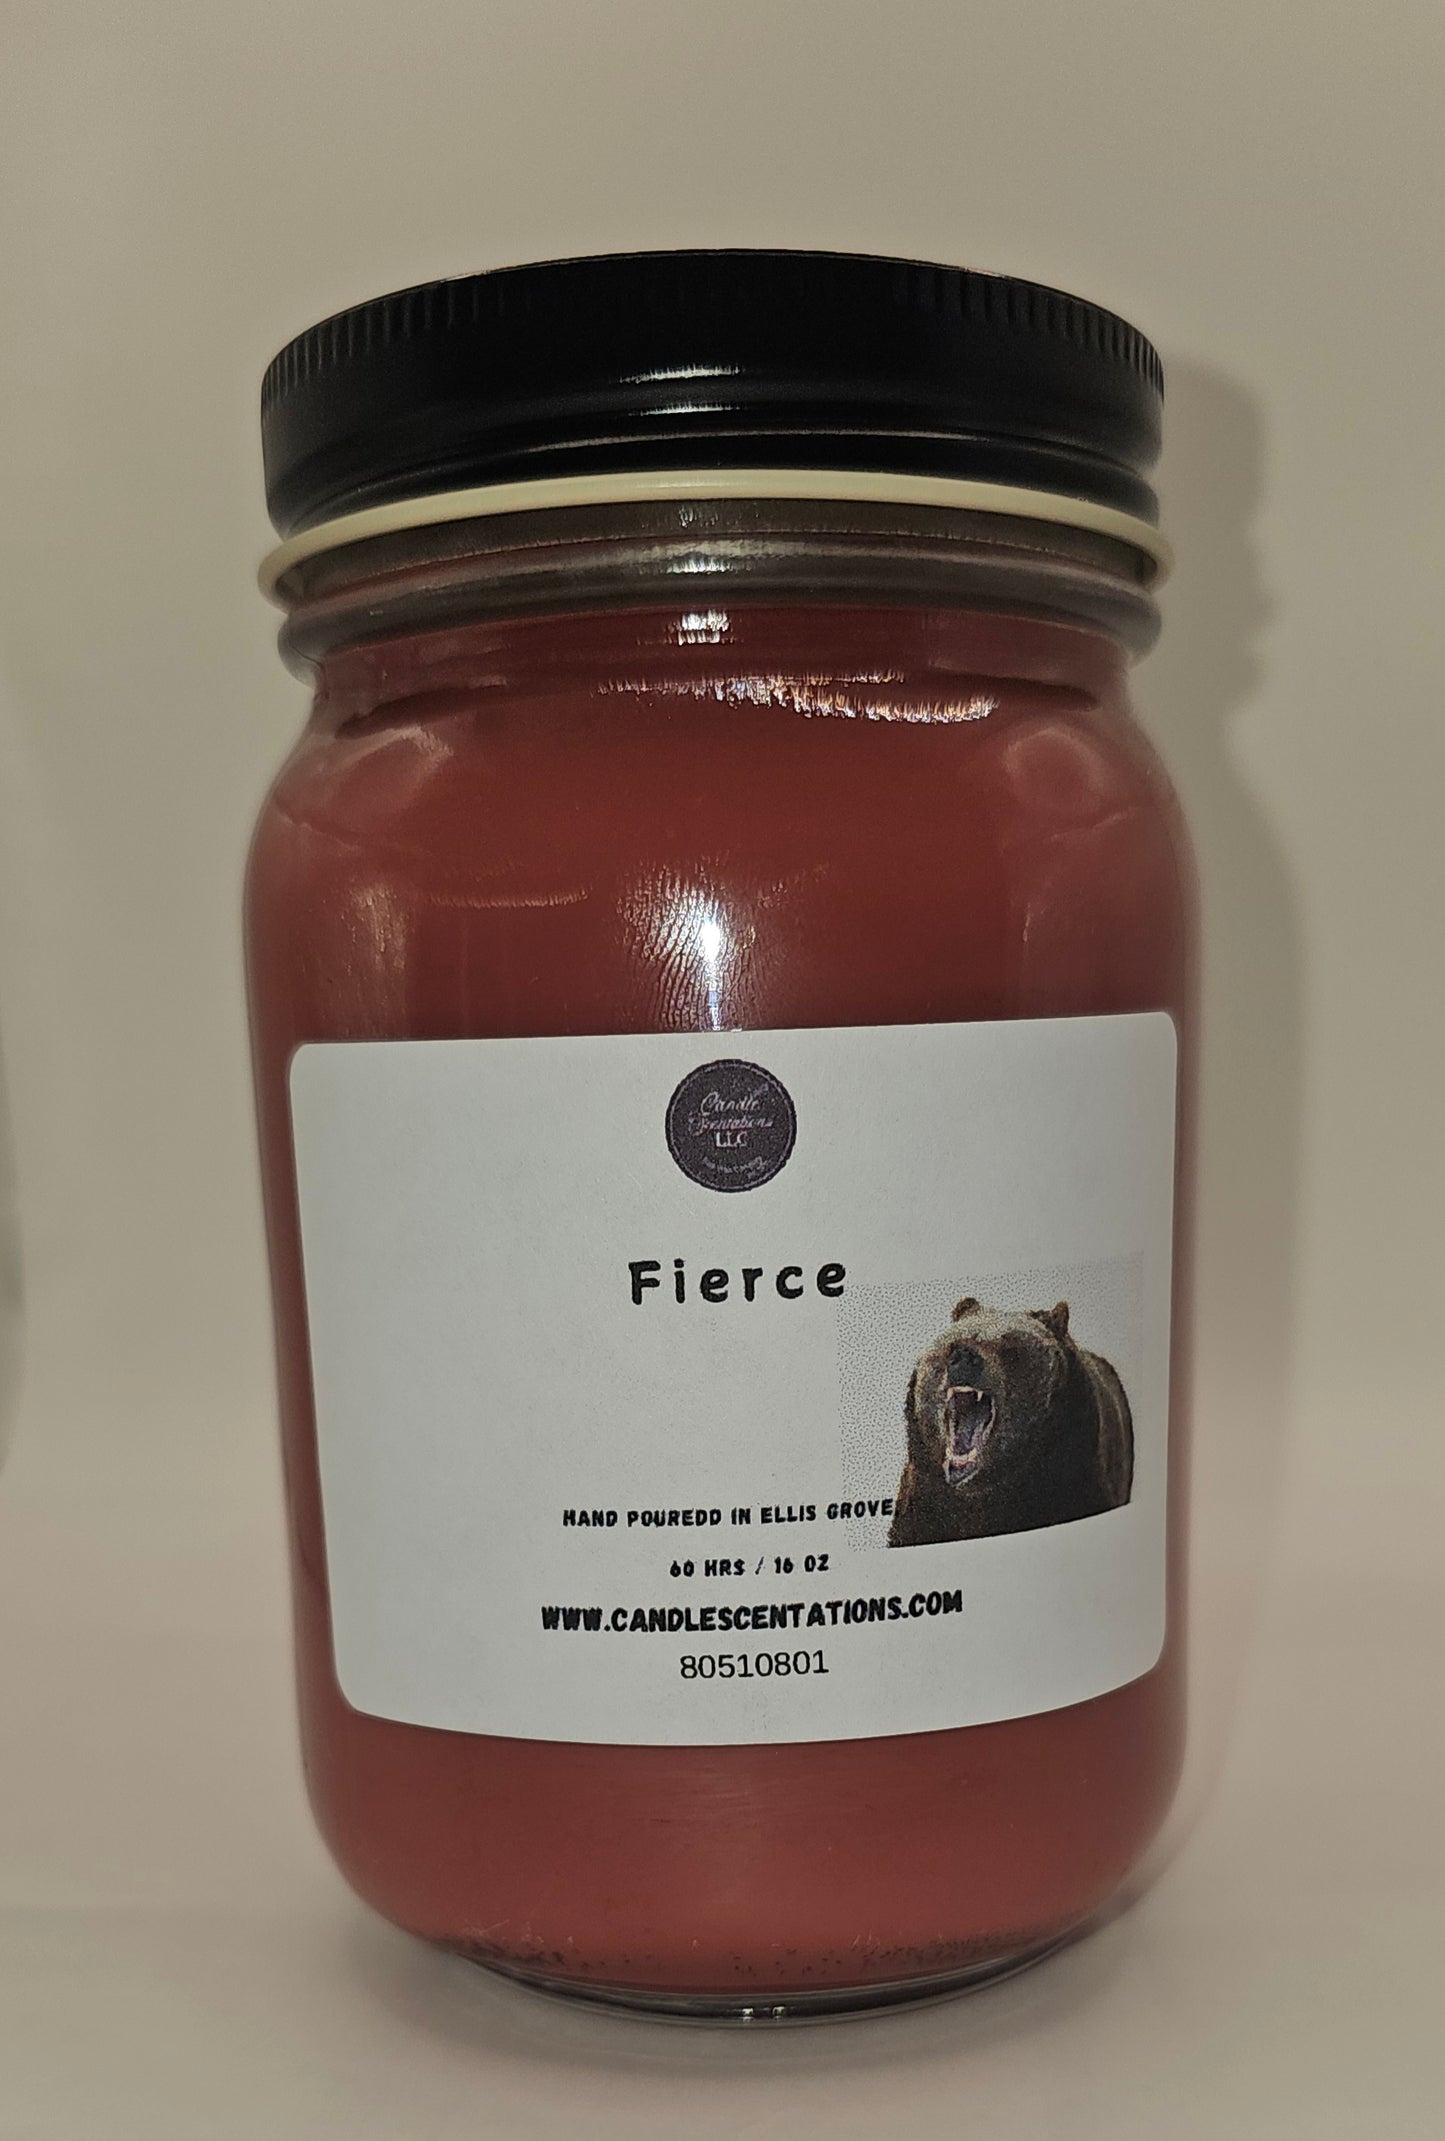 Candle
Scentations
LLC
Fierce
HAND POUREDD IN ELLIS GROVE,
60 HRS / 16 OZ
WWW.CANDLESCENTATIONS.COM
80510801